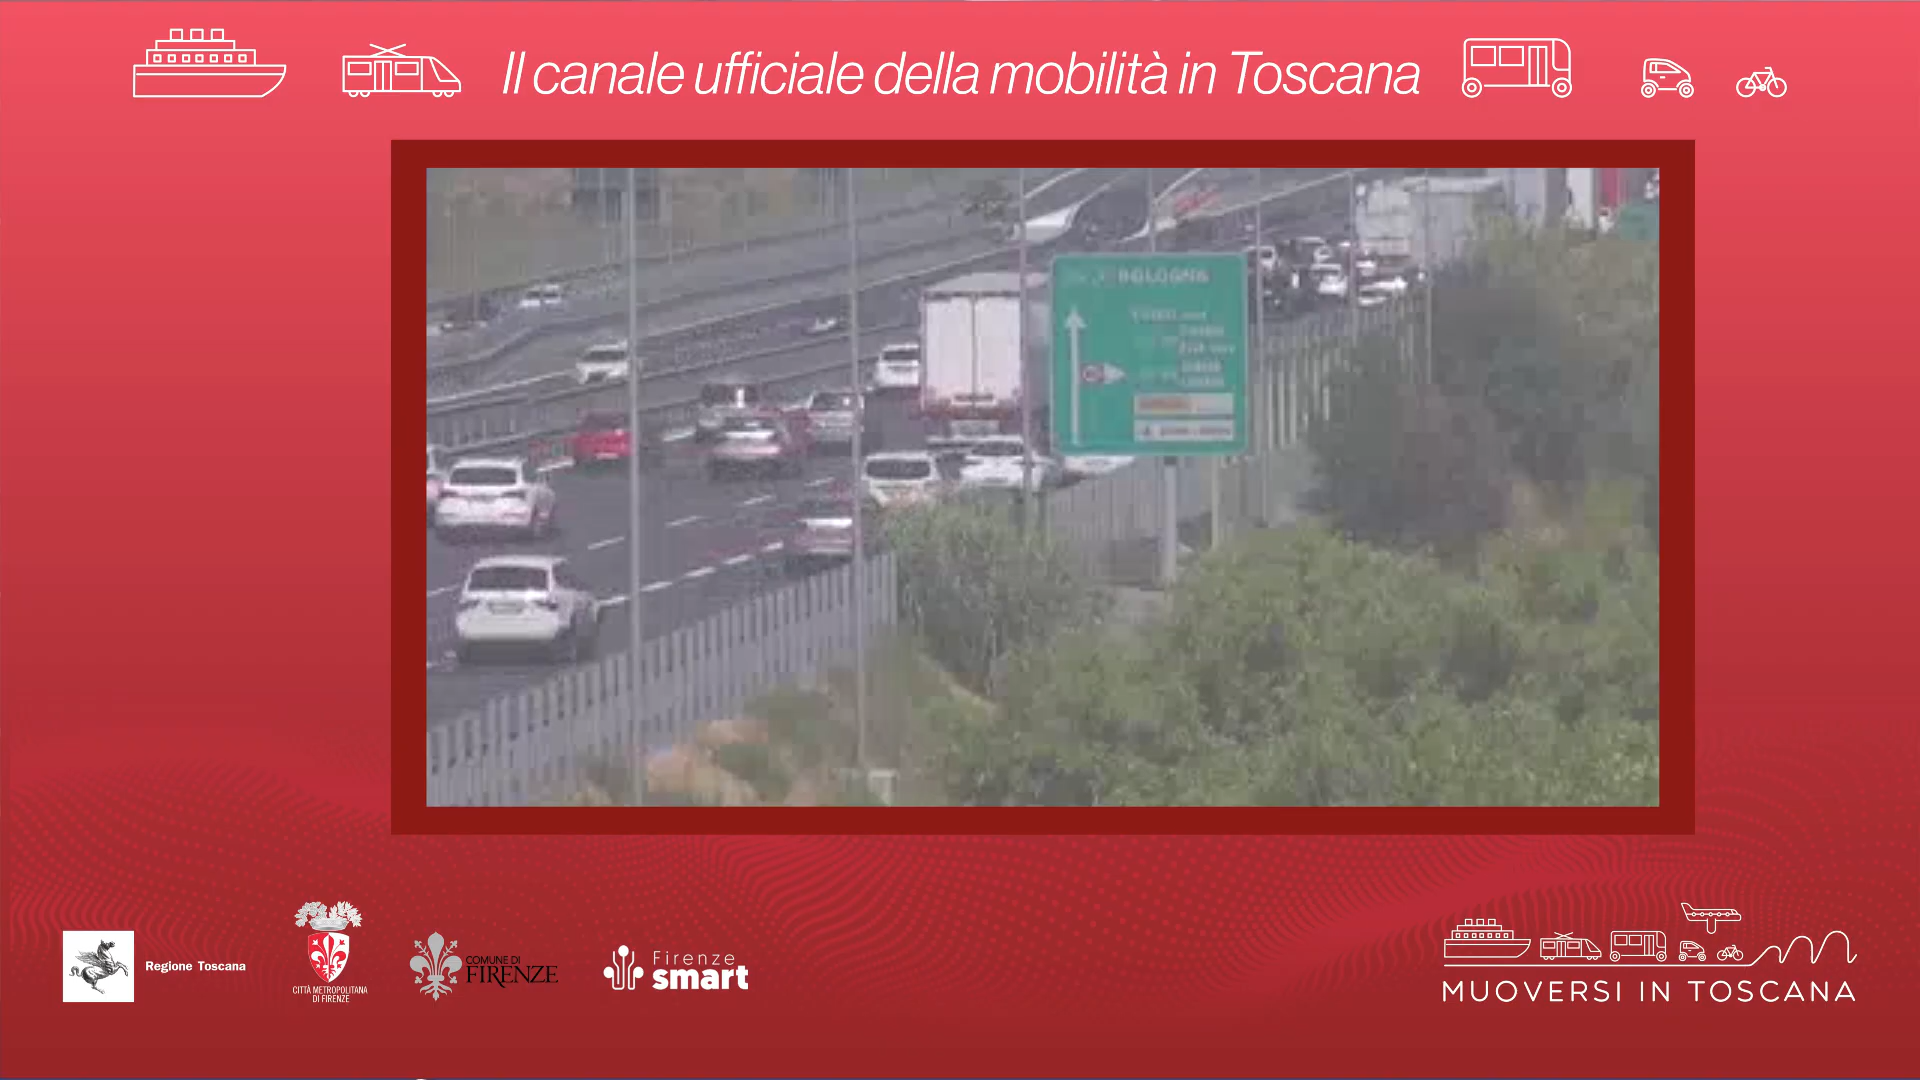 Il canale ufficiale della mobilità in Toscana
BOLOGNA
Regione Toscana
CITTÀ METROPOLITANA
DI FIRENZE
COMUNE DI
FIRENZE
Firenze
smart
MUOVERSI IN TOSCANA